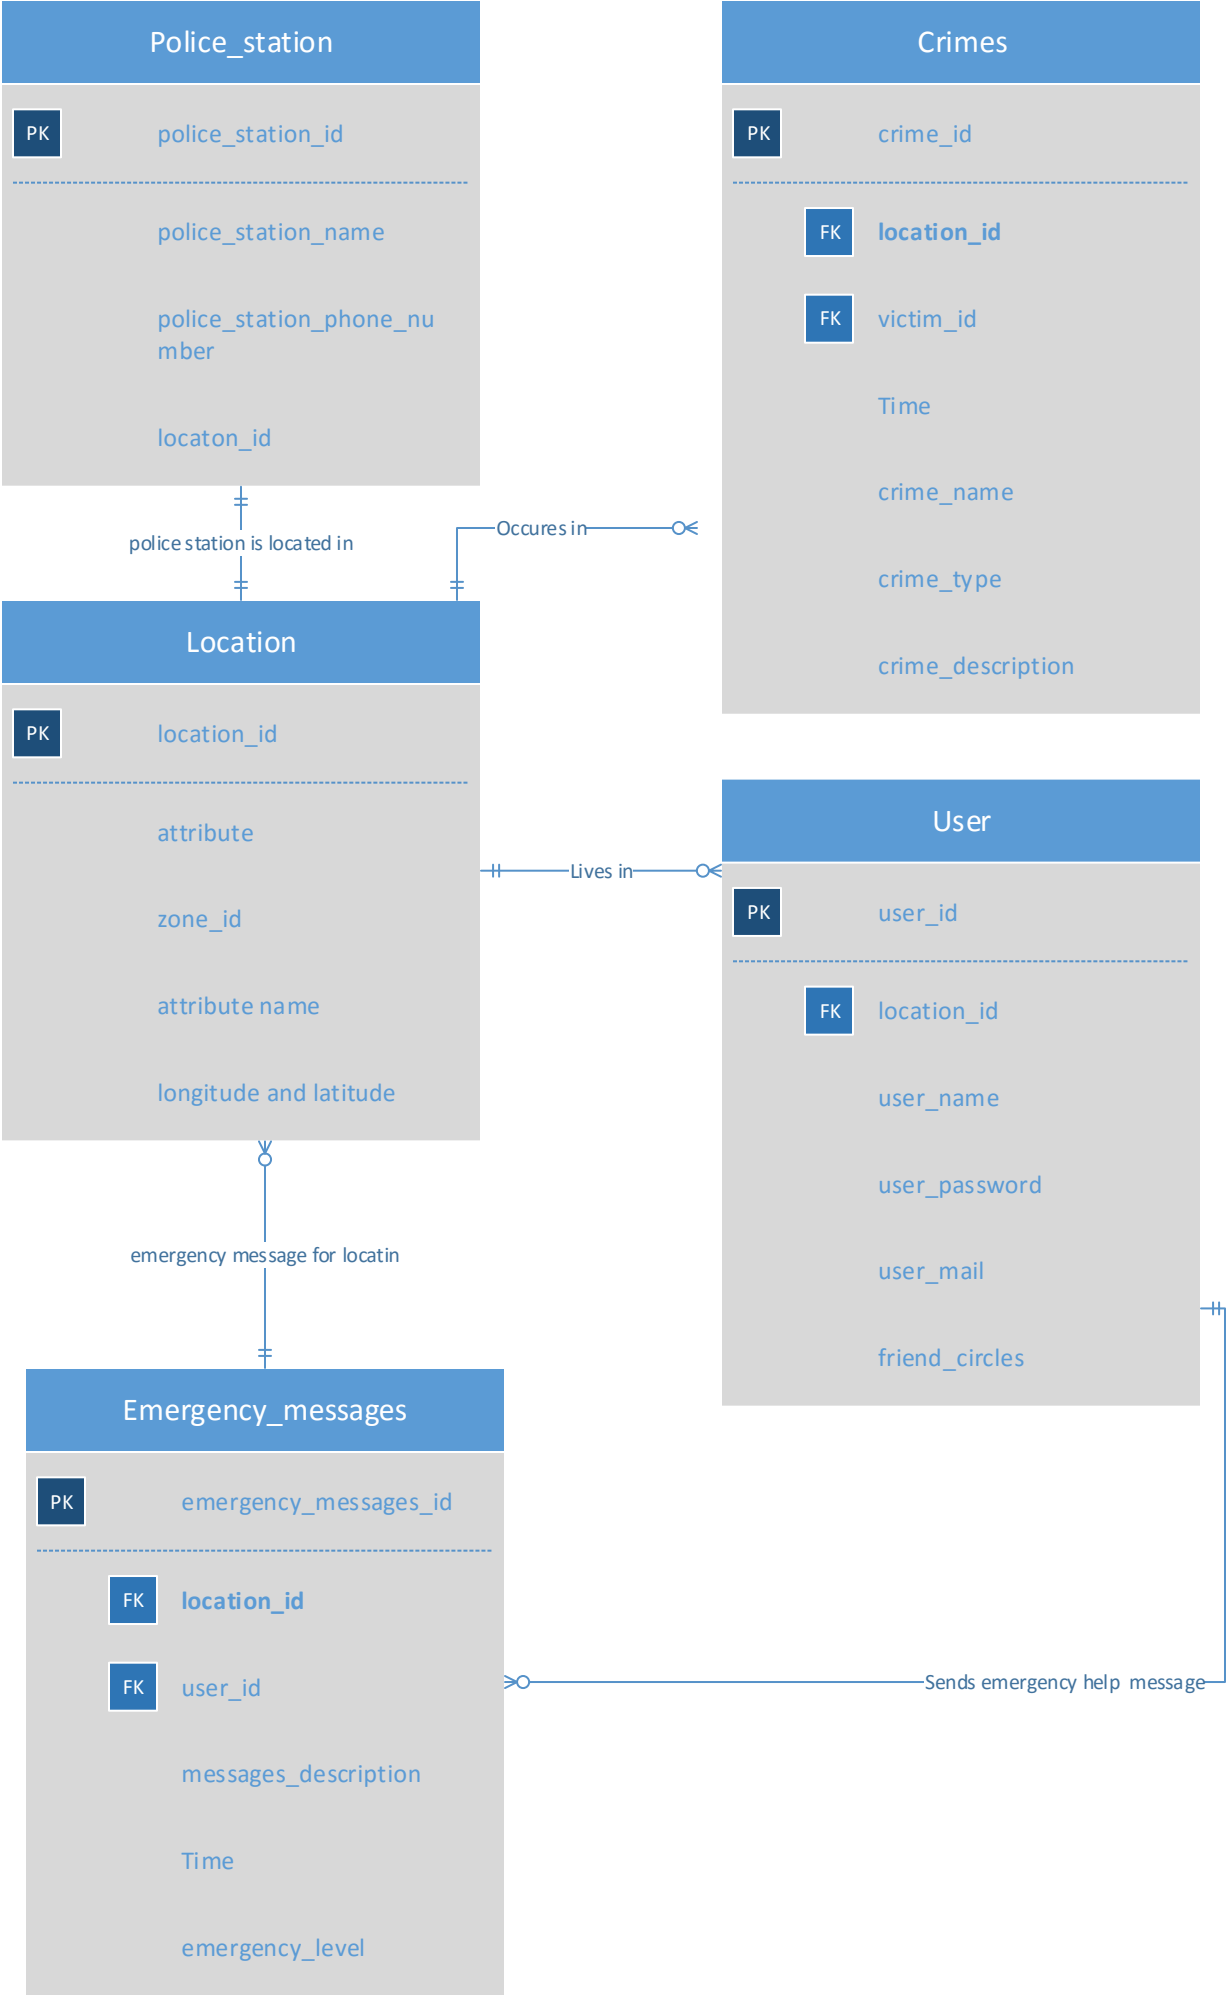 Police_station
PK
police_station_id
police_station_name
police_station_phone_nu
mber
locaton_id
police station is located in
Crimes
PK
crime_id
FK
location_id
FK
victim_id
Time
crime_name
crime_type
crime_description
Occures in
Location
PK
location_id
attribute
zone_id
attribute name
longitude and latitude
Lives in
User
PK
user_id
FK
location_id
user_name
user_password
user_mail
friend_circles
emergency message for locatin
Emergency_messages
PK
emergency_messages_id
FK
location_id
FK
user_id
messages_description
Time
emergency_level
Sends emergency help message